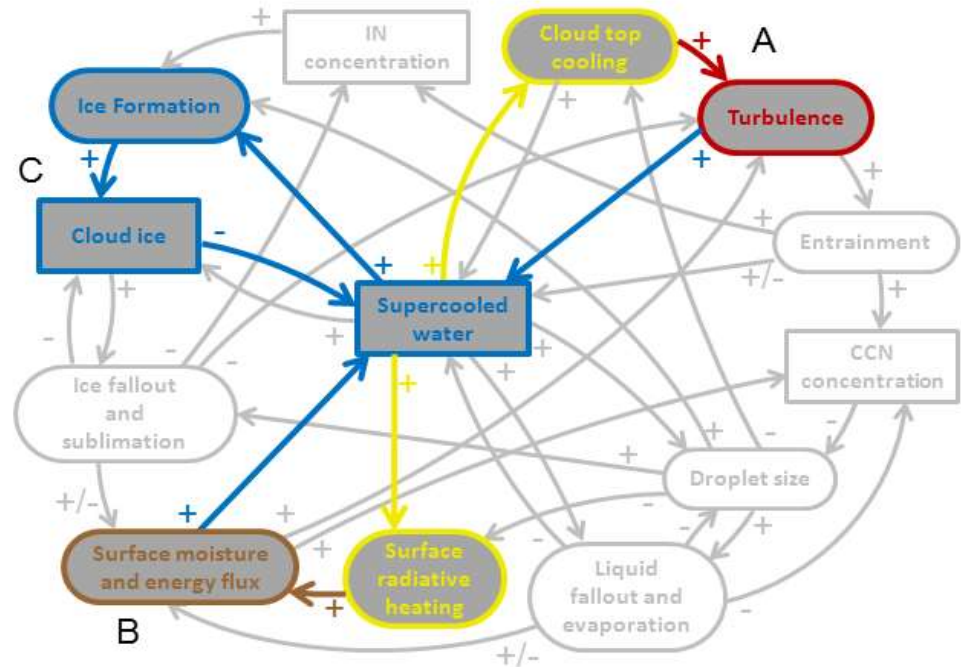 IN
concentration
+
Cloud top
cooling
+
A
Ice Formation
Turbulence
+
+
+
+
C
Cloud ice
-
+
Entrainment
+
+
+
+/-
+
Supercooled
water
-
+
-
-
+
+
+
CCN
concentration
Ice fallout
and
sublimation
-
-
+
+
Droplet size
+/-
+
+
-
-
-
+
Surface moisture
and energy flux
+
+
Surface
radiative
heating
Liquid
fallout and
evaporation
-
B
+/-